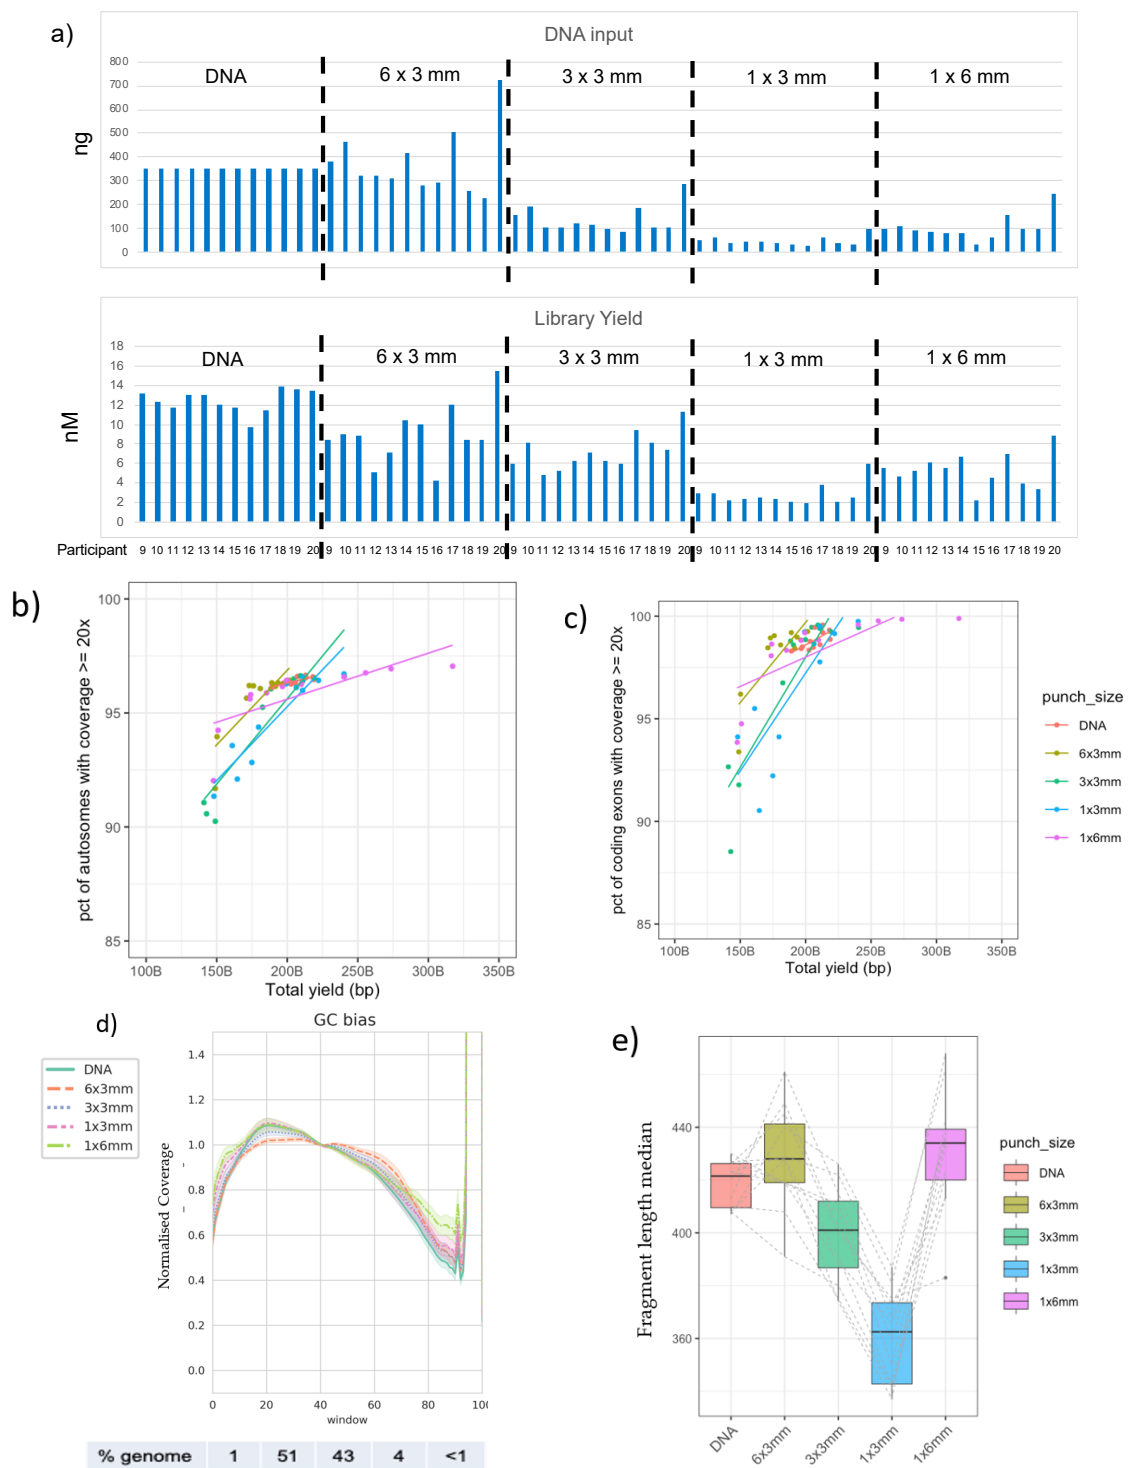 a)
DNA input
DNA
6 x 3 mm
3 x 3 mm
1 x 3 mm
1 x 6 mm
ng
800
700
600
500
400
300
200
100
0
Library Yield
DNA
6 x 3 mm
3 x 3 mm
1 x 3 mm
1 x 6 mm
nM
18
16
14
12
10
8
6
4
2
0
Participant 9 10 11 12 13 14 15 16 17 18 19 20 9 10 11 12 13 14 15 16 17 18 19 20 9 10 11 12 13 14 15 16 17 18 19 20 9 10 11 12 13 14 15 16 17 18 19 20 9 10 11 12 13 14 15 16 17 18 19 20
b)
pct of autosomes with coverage >= 20x
100
95
90
85
100B 150B 200B 250B 300B 350B
Total yield (bp)
c)
pct of coding exons with coverage >= 20x
100
95
90
85
100B 150B 200B 250B 300B 350B
Total yield (bp)
punch_size
DNA
6x3mm
3x3mm
1x3mm
1x6mm
d)
GC bias
DNA
6x3mm
3x3mm
1x3mm
1x6mm
Normalised Coverage
1.4
1.2
1.0
0.8
0.6
0.4
0.2
0.0
0 20 40 60 80 100
window
% genome 1 51 43 4 <1
e)
Fragment length median
440
400
360
DNA
6x3mm
3x3mm
1x3mm
1x6mm
punch_size
DNA
6x3mm
3x3mm
1x3mm
1x6mm